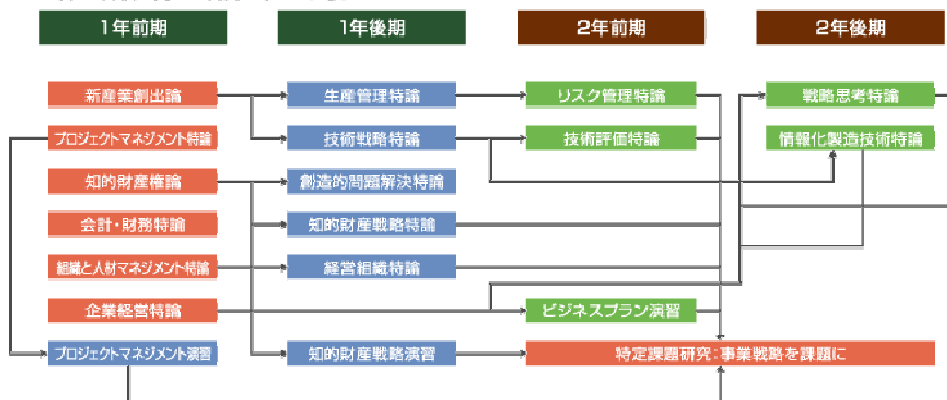 1年前期
1年後期
2年前期
2年後期
新産業創出論
生産管理特論
リスク管理特論
戦略思考特論
プロジェクトマネジメント特論
技術戦略特論
技術評価特論
情報化製造技術特論
知的財産権論
創造的問題解決特論
会計・財務特論
知的財産戦略特論
組織と人材マネジメント特論
経営組織特論
企業経営特論
ビジネスプラン演習
プロジェクトマネジメント演習
知的財産戦略演習
特定課題研究:事業戦略を課題に